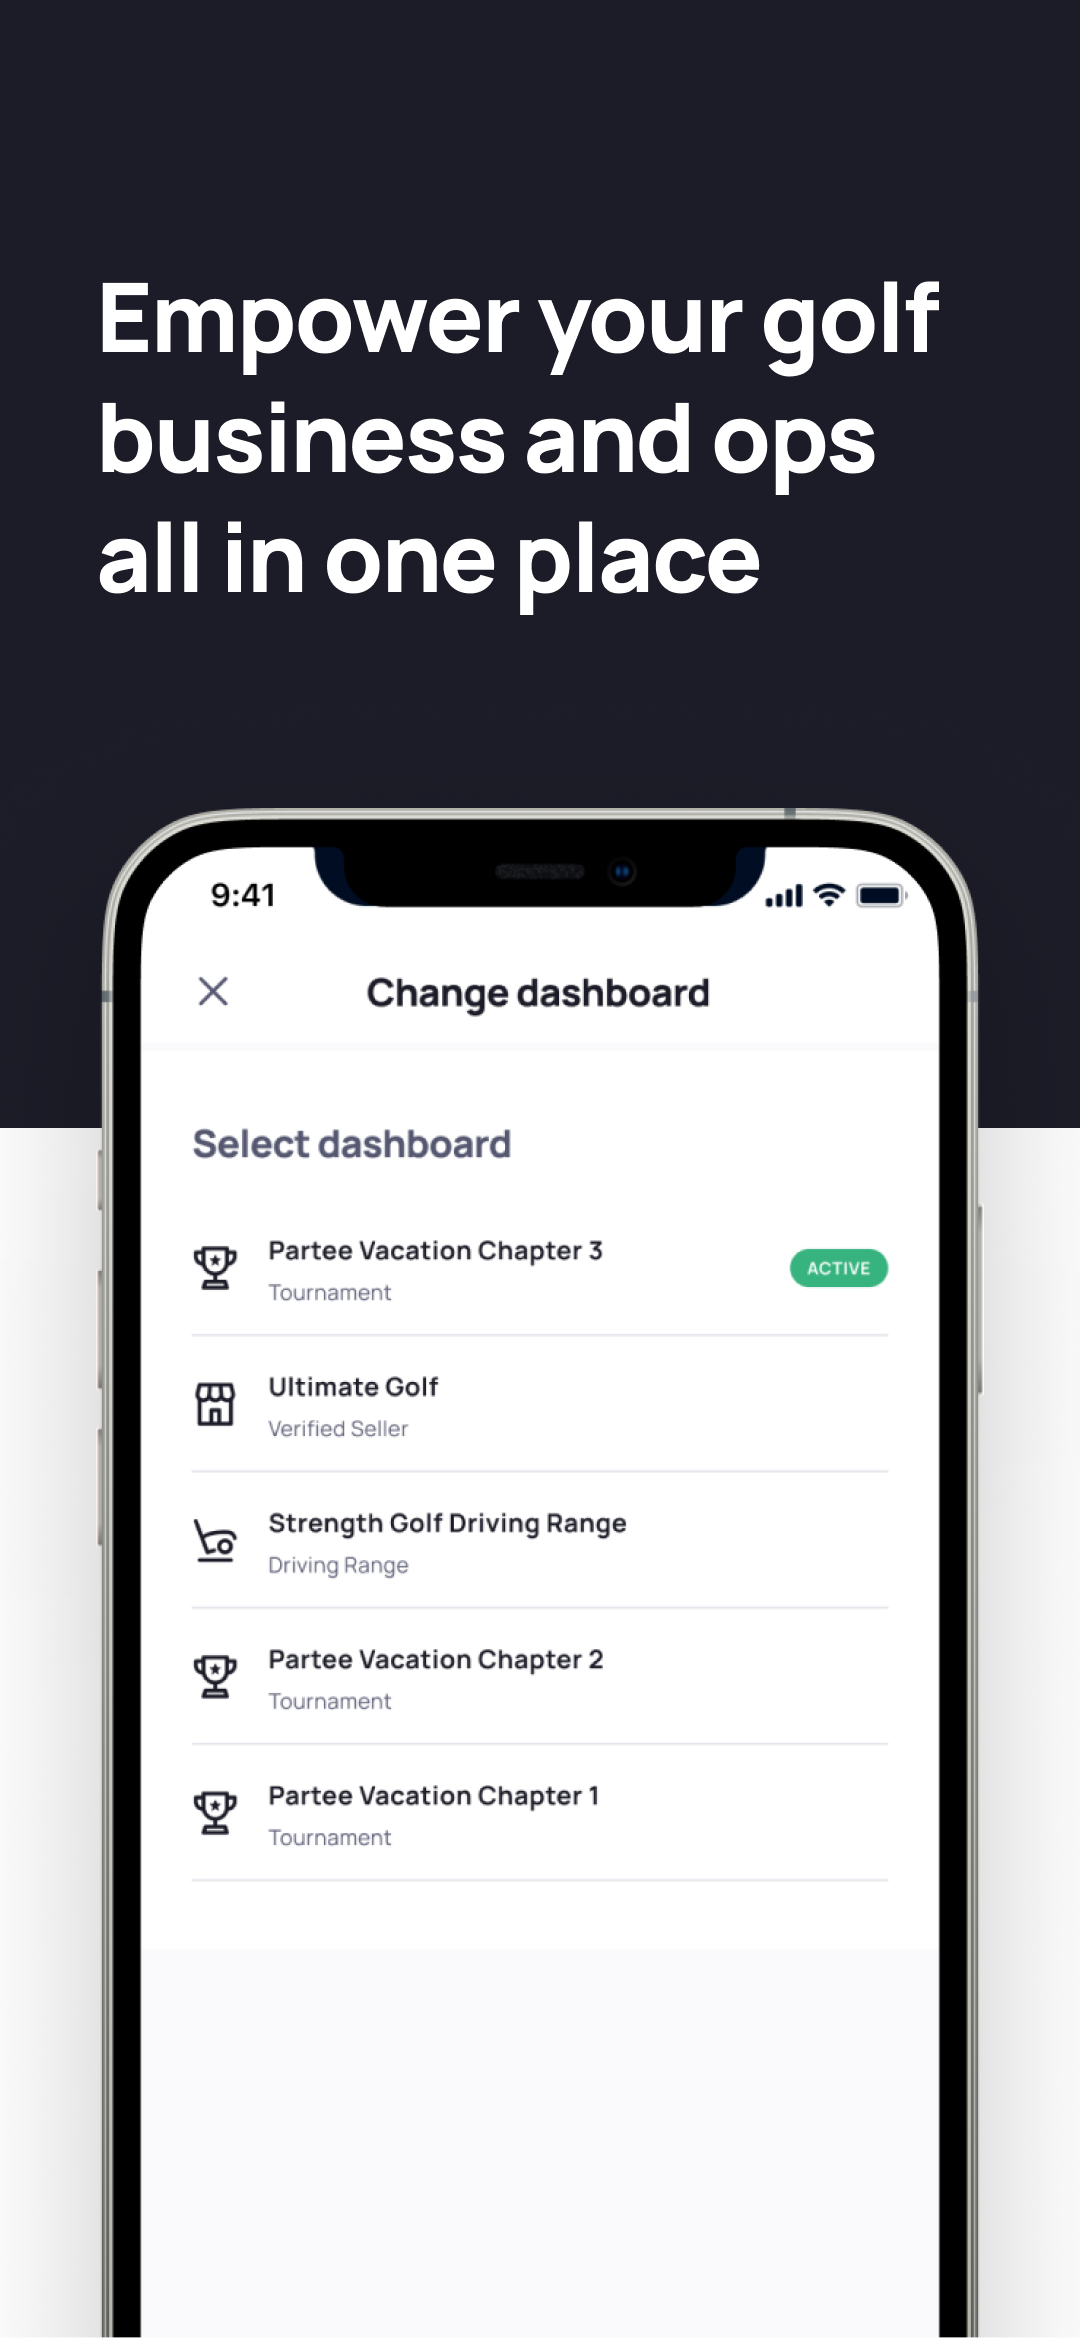 Empower your golf
business and ops
all in one place
9:41
Change dashboard
Select dashboard
Partee Vacation Chapter 3
Tournament
ACTIVE
Ultimate Golf
Verified Seller
Strength Golf Driving Range
Driving Range
Partee Vacation Chapter 2
Tournament
Partee Vacation Chapter 1
Tournament